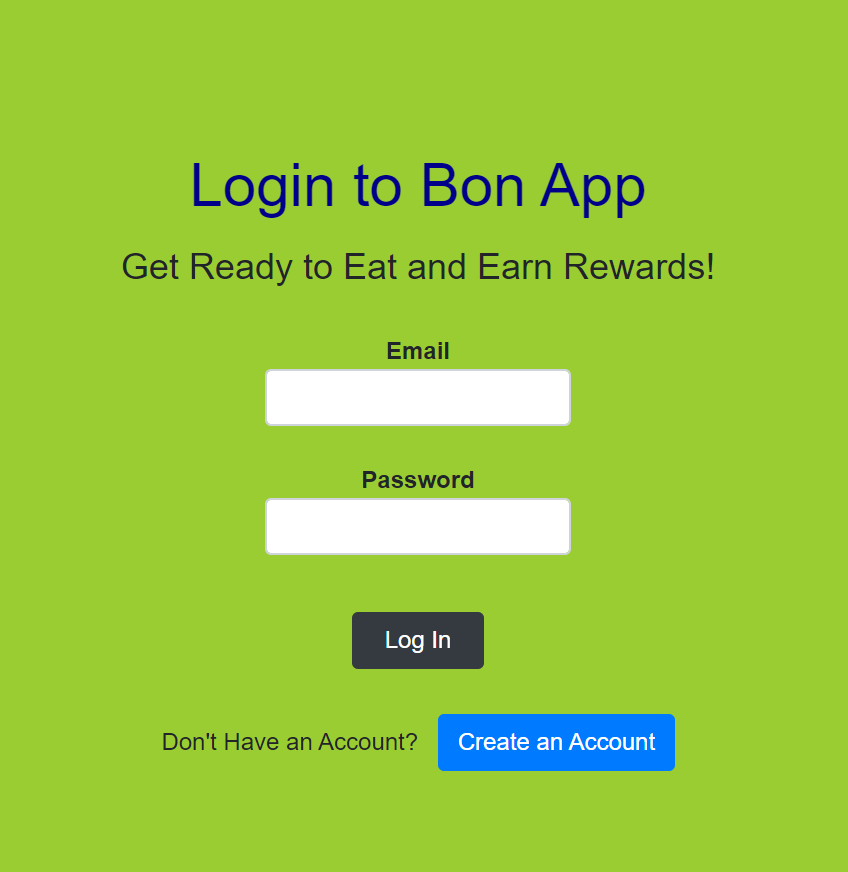 Login to Bon App
Get Ready to Eat and Earn Rewards!
Email
Password
Log In
Don't Have an Account? Create an Account